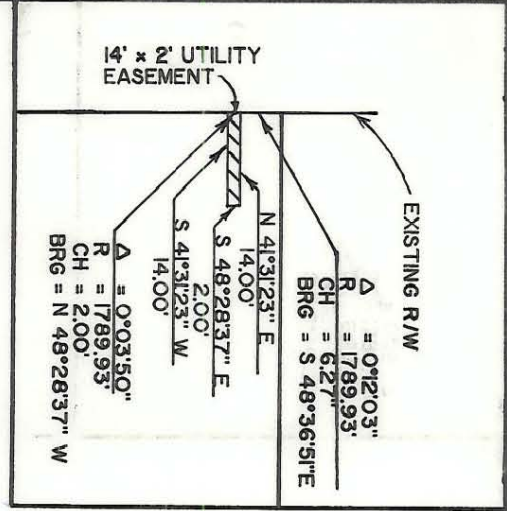 14' x 2' UTILITY
EASEMENT
EXISTING R/W
Δ = 0°12'03"
R = 1789.93'
CH = 6.27'
BRG = S 48°36'51"E
N 41°31'23" E
14.00'
S 48°28'37" E
2.00'
S 41°31'23" W
14.00'
Δ = 0°03'50"
R = 1789.93'
CH = 2.00'
BRG = N 48°28'37" W